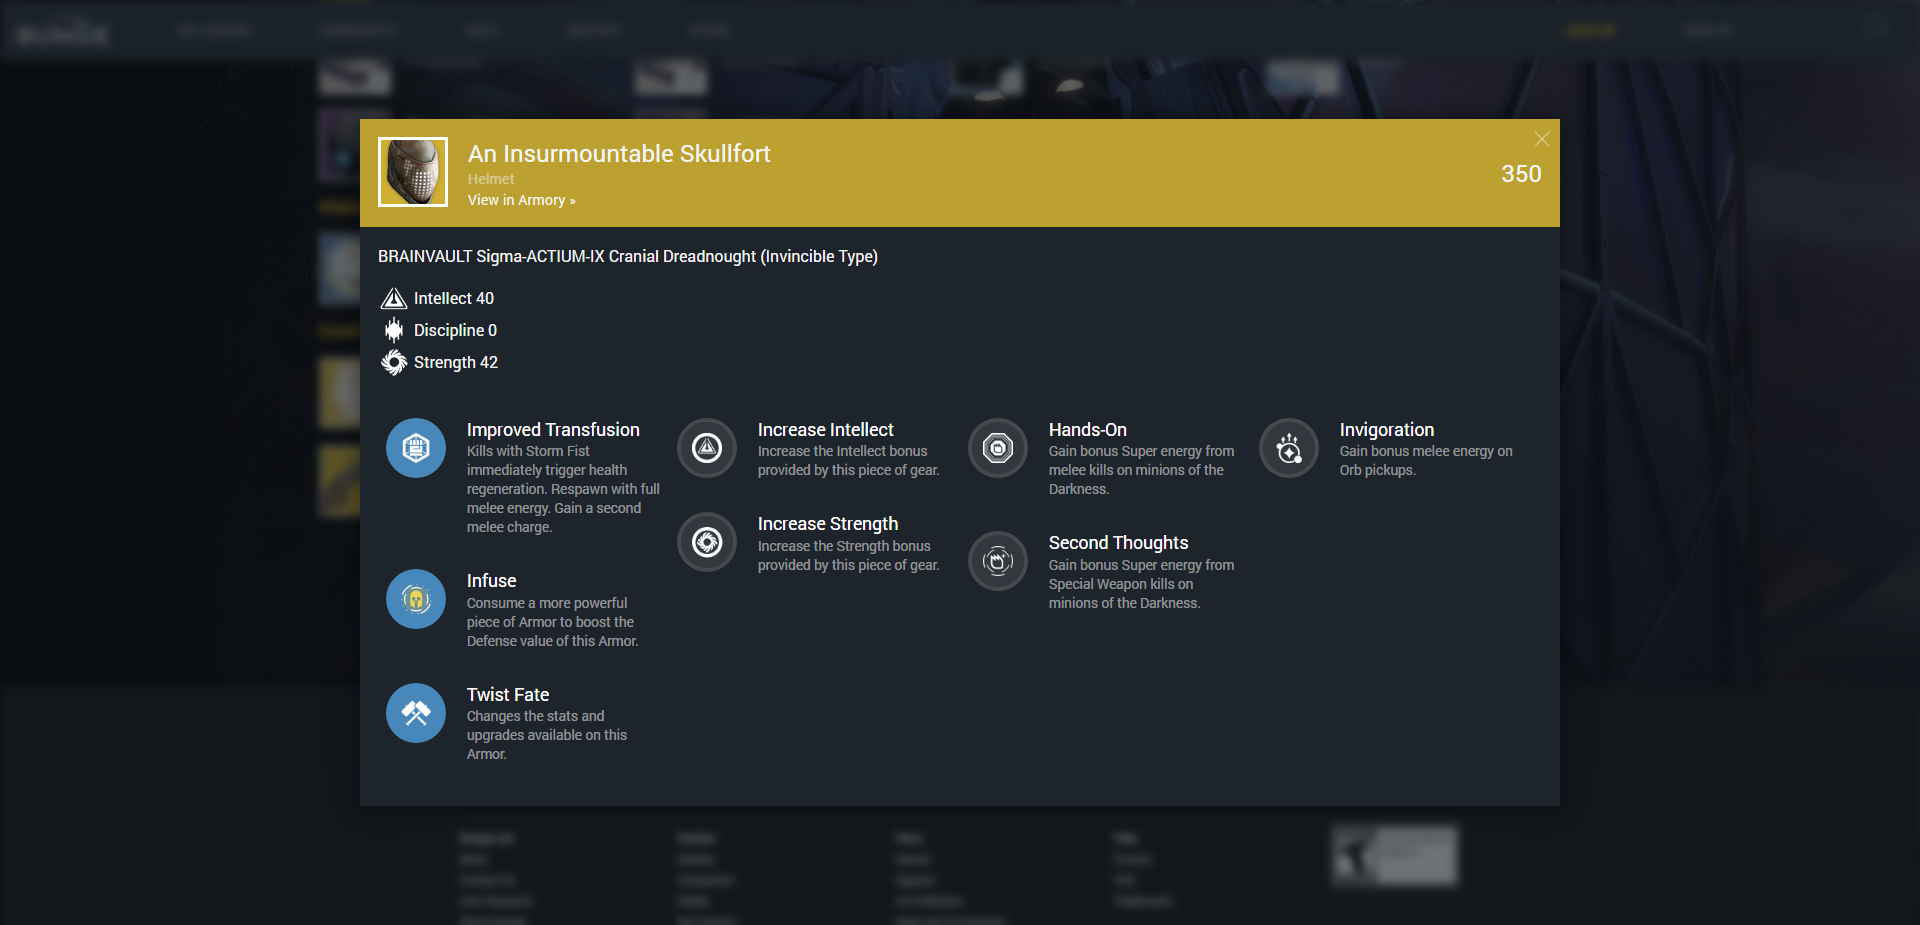 An Insurmountable Skullfort
Helmet
View in Armory »
350
BRAINVAULT Sigma-ACTIUM-IX Cranial Dreadnought (Invincible Type)
Intellect 40
Discipline 0
Strength 42
Improved Transfusion
Kills with Storm Fist
immediately trigger health
regeneration. Respawn with full
melee energy. Gain a second
melee charge.
Infuse
Consume a more powerful
piece of Armor to boost the
Defense value of this Armor.
Twist Fate
Changes the stats and
upgrades available on this
Armor.
Increase Intellect
Increase the Intellect bonus
provided by this piece of gear.
Increase Strength
Increase the Strength bonus
provided by this piece of gear.
Hands-On
Gain bonus Super energy from
melee kills on minions of the
Darkness.
Second Thoughts
Gain bonus Super energy from
Special Weapon kills on
minions of the Darkness.
Invigoration
Gain bonus melee energy on
Orb pickups.